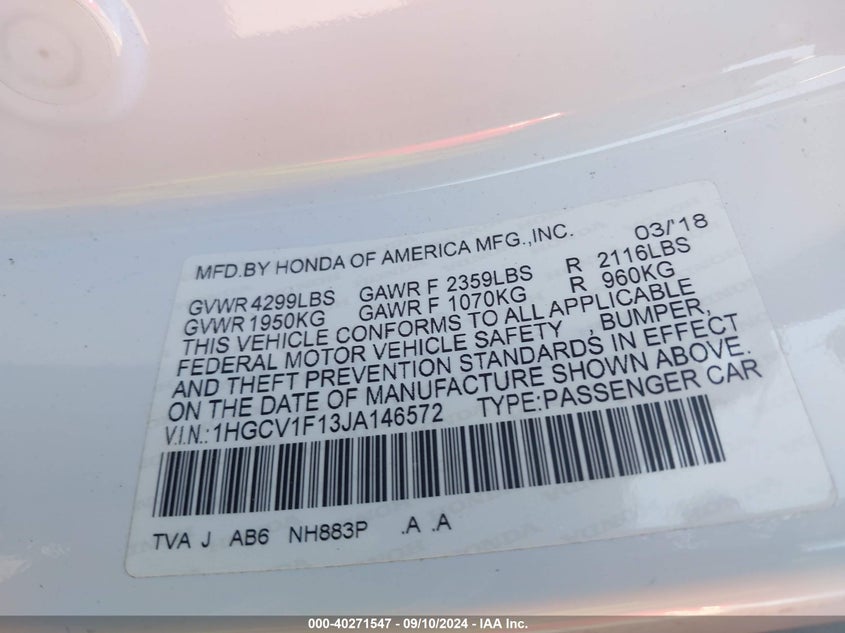 MFD.BY HONDA OF AMERICA MFG.,INC. 03/'18
GVWR 4299LBS GAWR F 2359LBS R 2116LBS
GVWR 1950KG GAWR F 1070KG R 960KG
THIS VEHICLE CONFORMS TO ALL APPLICABLE
FEDERAL MOTOR VEHICLE SAFETY , BUMPER,
AND THEFT PREVENTION STANDARDS IN EFFECT
ON THE DATE OF MANUFACTURE SHOWN ABOVE.
V.I.N.:1HGCV1F13JA146572 TYPE:PASSENGER CAR
TVA J AB6 NH883P .A .A
000-40271547 - 09/10/2024 - IAA Inc.